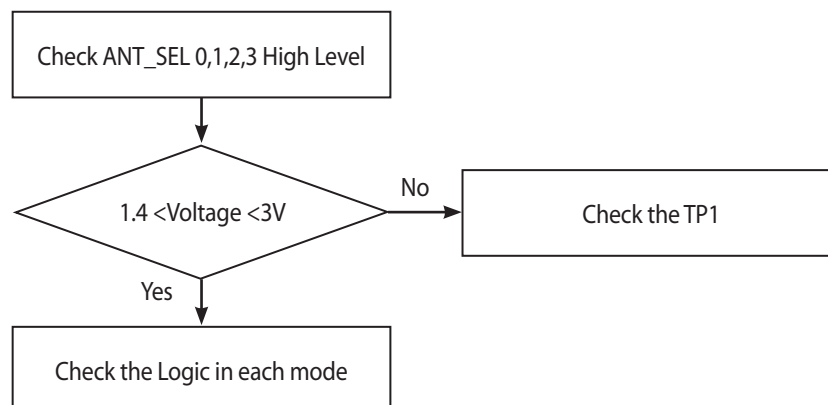 Check ANT_SEL 0,1,2,3 High Level
1.4 <Voltage <3V
No
Check the TP1
Yes
Check the Logic in each mode